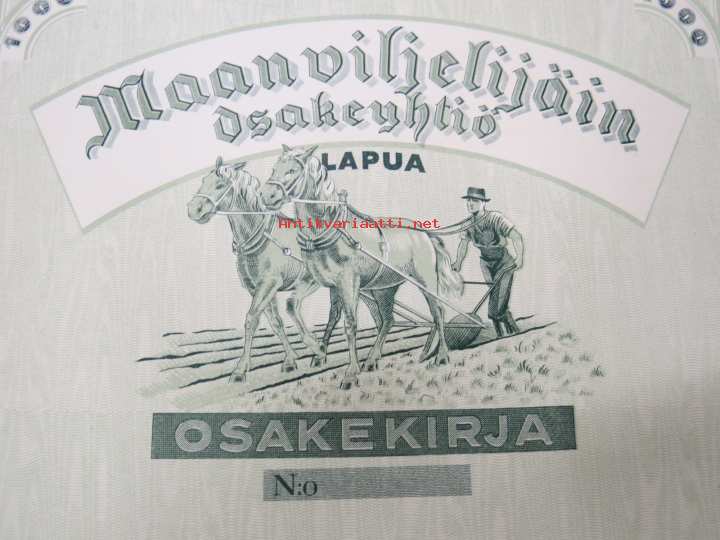 Maanviljelijäin
Osakeyhtiö
LAPUA
Antikvariaatti.net
OSAKEKIRJA
N:o